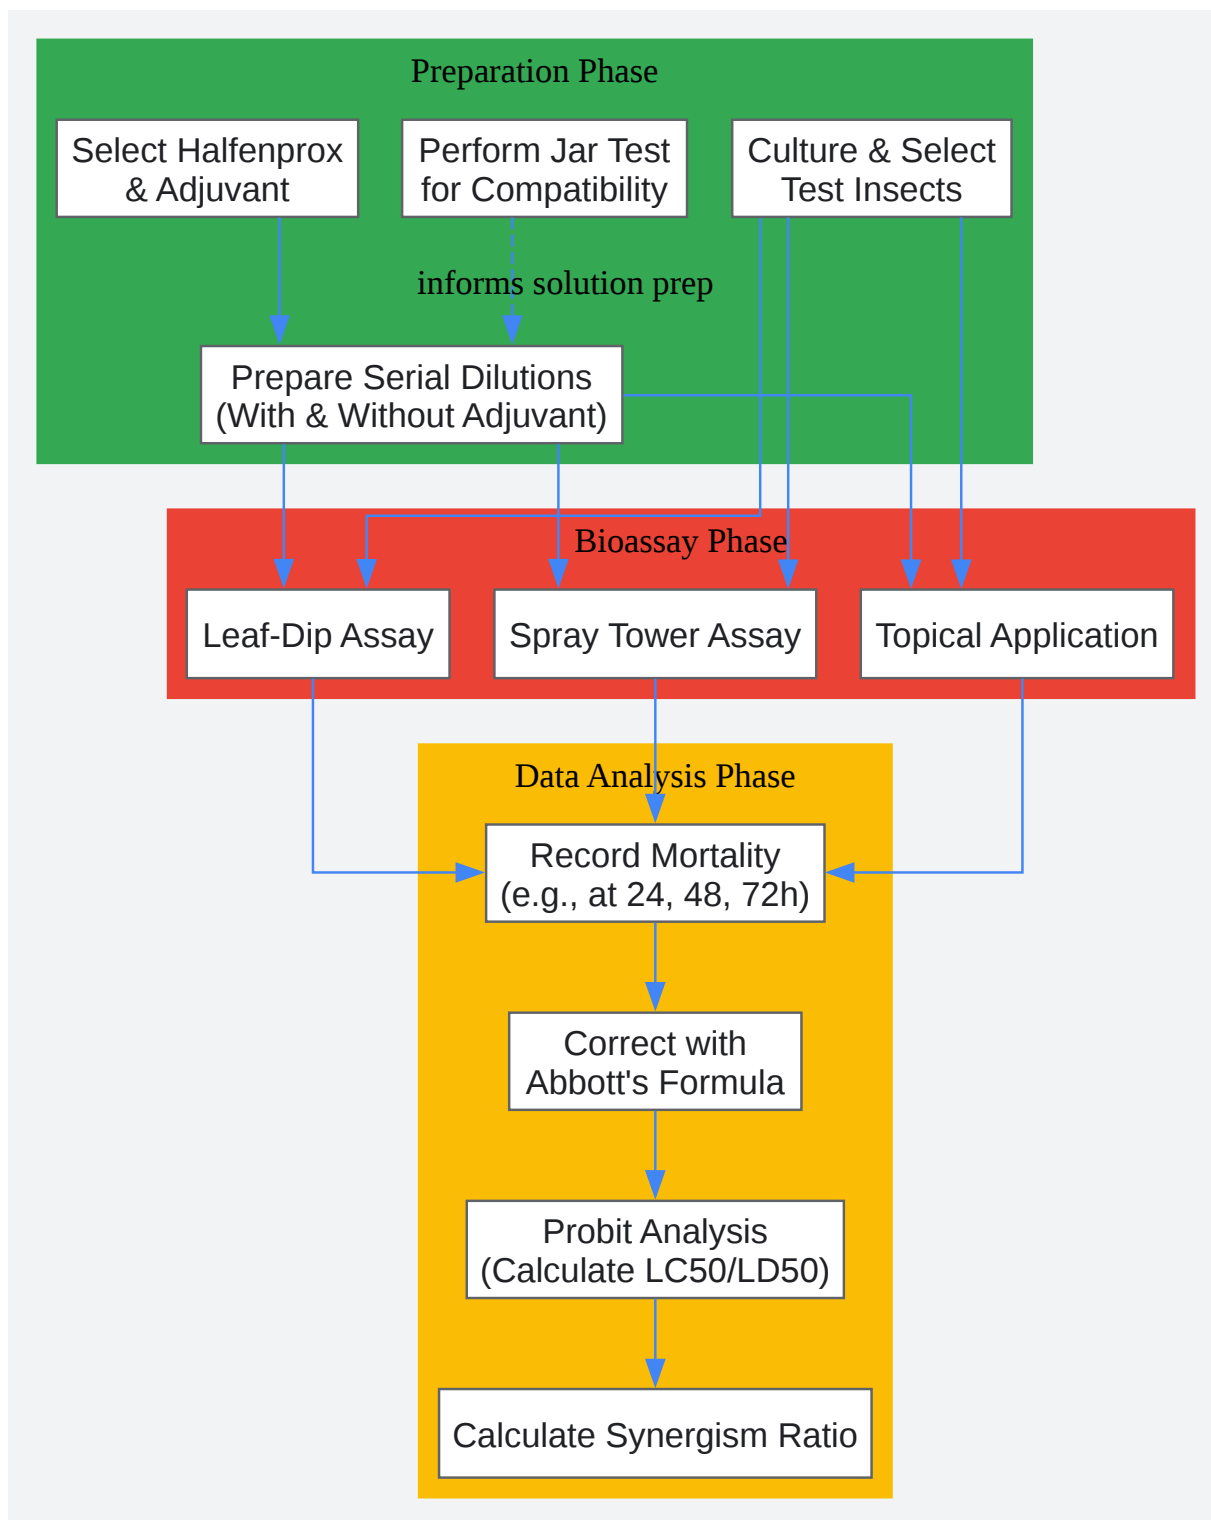 Preparation Phase
Select Halfenprox
& Adjuvant
Perform Jar Test
for Compatibility
Culture & Select
Test Insects
informs solution prep
Prepare Serial Dilutions
(With & Without Adjuvant)
Bioassay Phase
Leaf-Dip Assay
Spray Tower Assay
Topical Application
Data Analysis Phase
Record Mortality
(e.g., at 24, 48, 72h)
Correct with
Abbott's Formula
Probit Analysis
(Calculate LC50/LD50)
Calculate Synergism Ratio